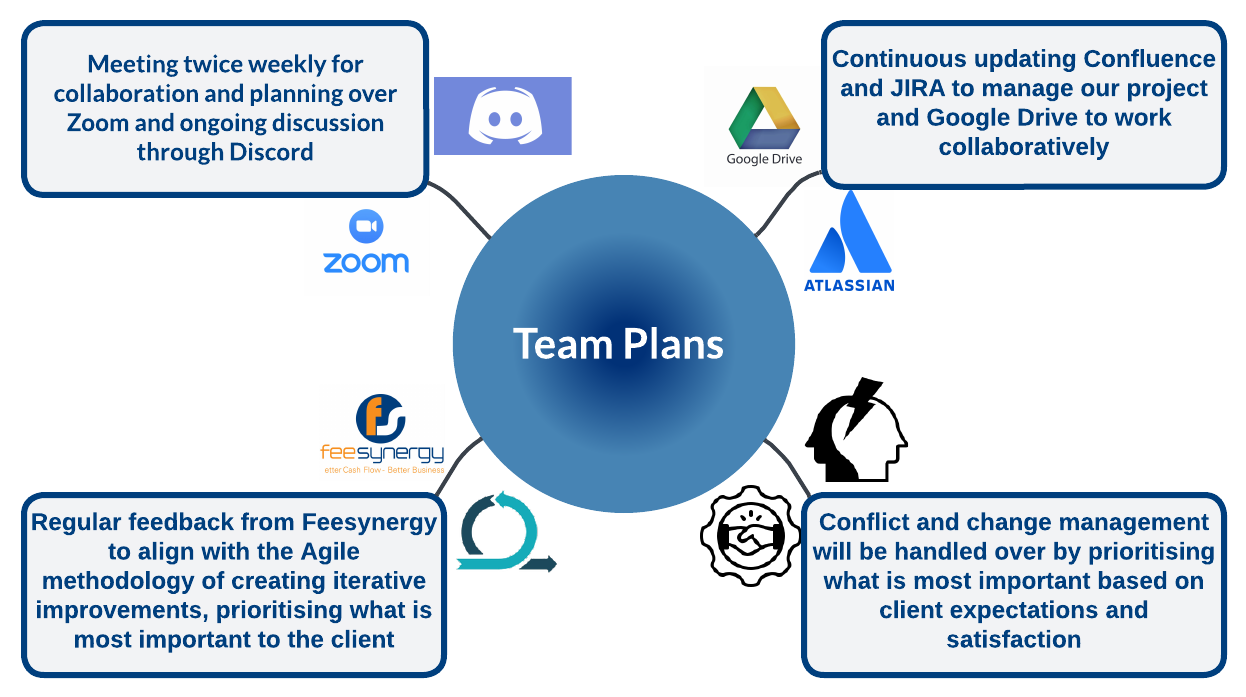 Meeting twice weekly for
collaboration and planning over
Zoom and ongoing discussion
through Discord
Continuous updating Confluence
and JIRA to manage our project
and Google Drive to work
collaboratively
Google Drive
zoom
ATLASSIAN
Team Plans
fs
feesynergy
etter Cash Flow - Better Business
Regular feedback from Feesynergy
to align with the Agile
methodology of creating iterative
improvements, prioritising what is
most important to the client
Conflict and change management
will be handled over by prioritising
what is most important based on
client expectations and
satisfaction